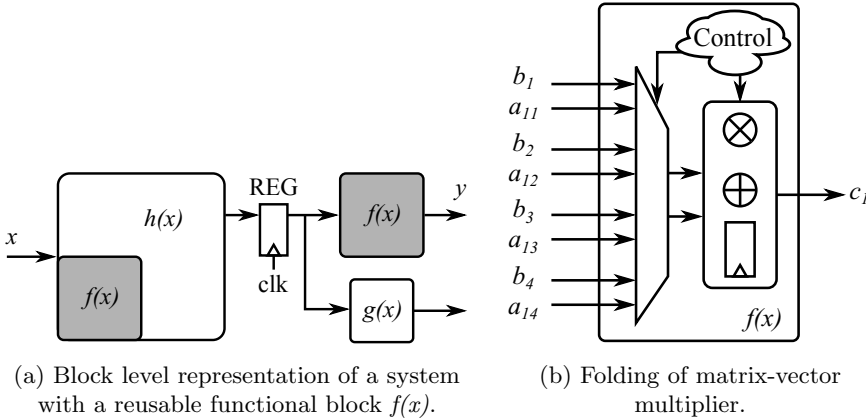 x
h(x)
f(x)
REG
clk
f(x)
y
g(x)
(a) Block level representation of a system
with a reusable functional block f(x).
Control
b1
a11
b2
a12
b3
a13
b4
a14
c1
f(x)
(b) Folding of matrix-vector
multiplier.